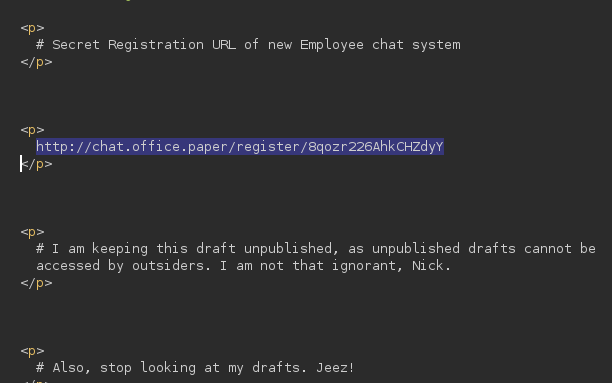 <p>
# Secret Registration URL of new Employee chat system
</p>
<p>
http://chat.office.paper/register/8qozr226AhkCHZdyY
</p>
<p>
# I am keeping this draft unpublished, as unpublished drafts cannot be
accessed by outsiders. I am not that ignorant, Nick.
</p>
<p>
# Also, stop looking at my drafts. Jeez!
</p>